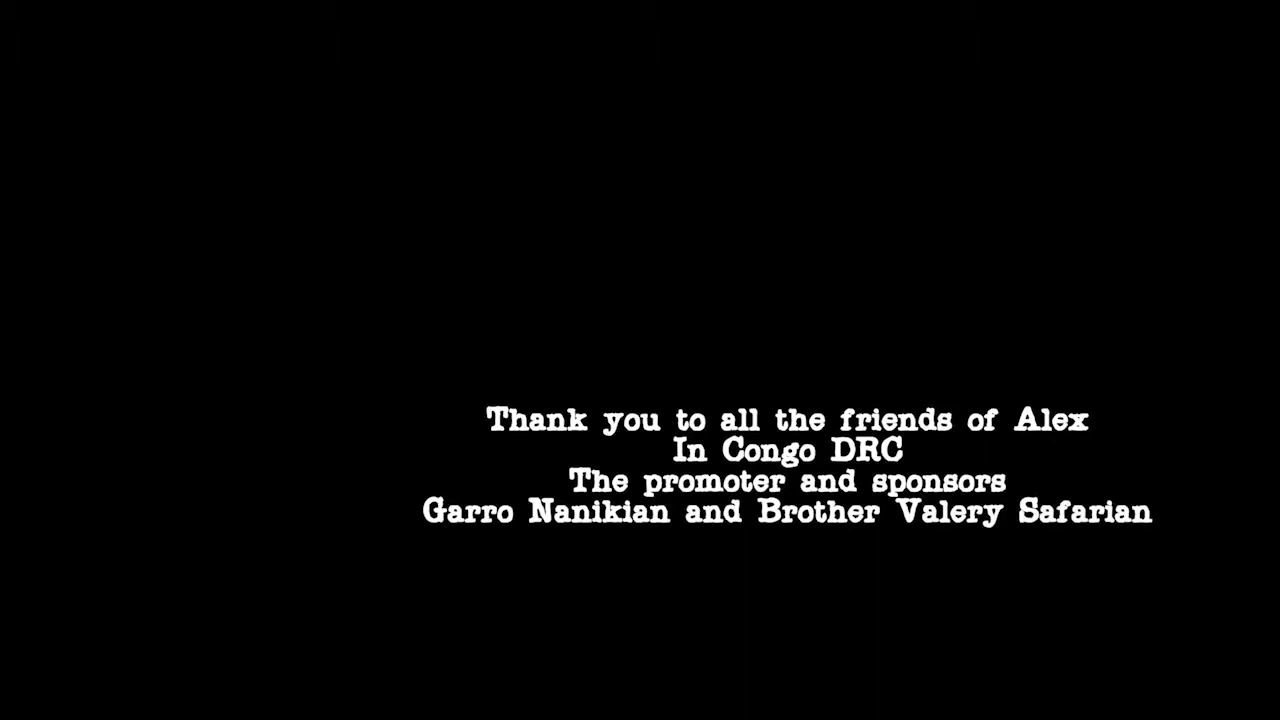 Thank you to all the friends of Alex
In Congo DRC
The promoter and sponsors
Garro Nanikian and Brother Valery Safarian